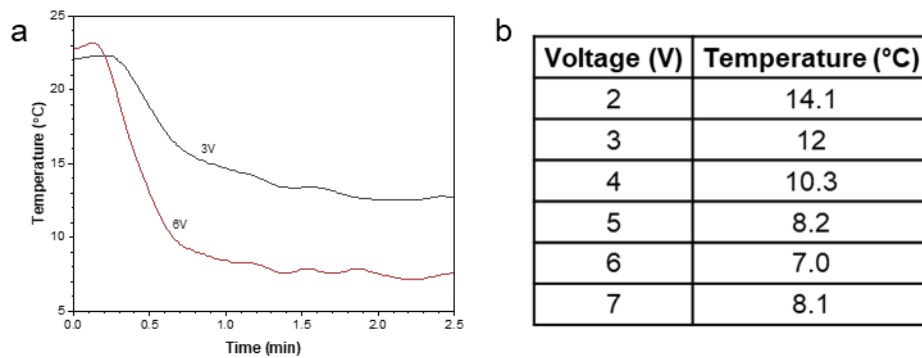 a
25
20
15
10
5
Temperature (°C)
3V
6V
0.0 0.5 1.0 1.5 2.0 2.5
Time (min)
b
Voltage (V) Temperature (°C)
2 14.1
3 12
4 10.3
5 8.2
6 7.0
7 8.1